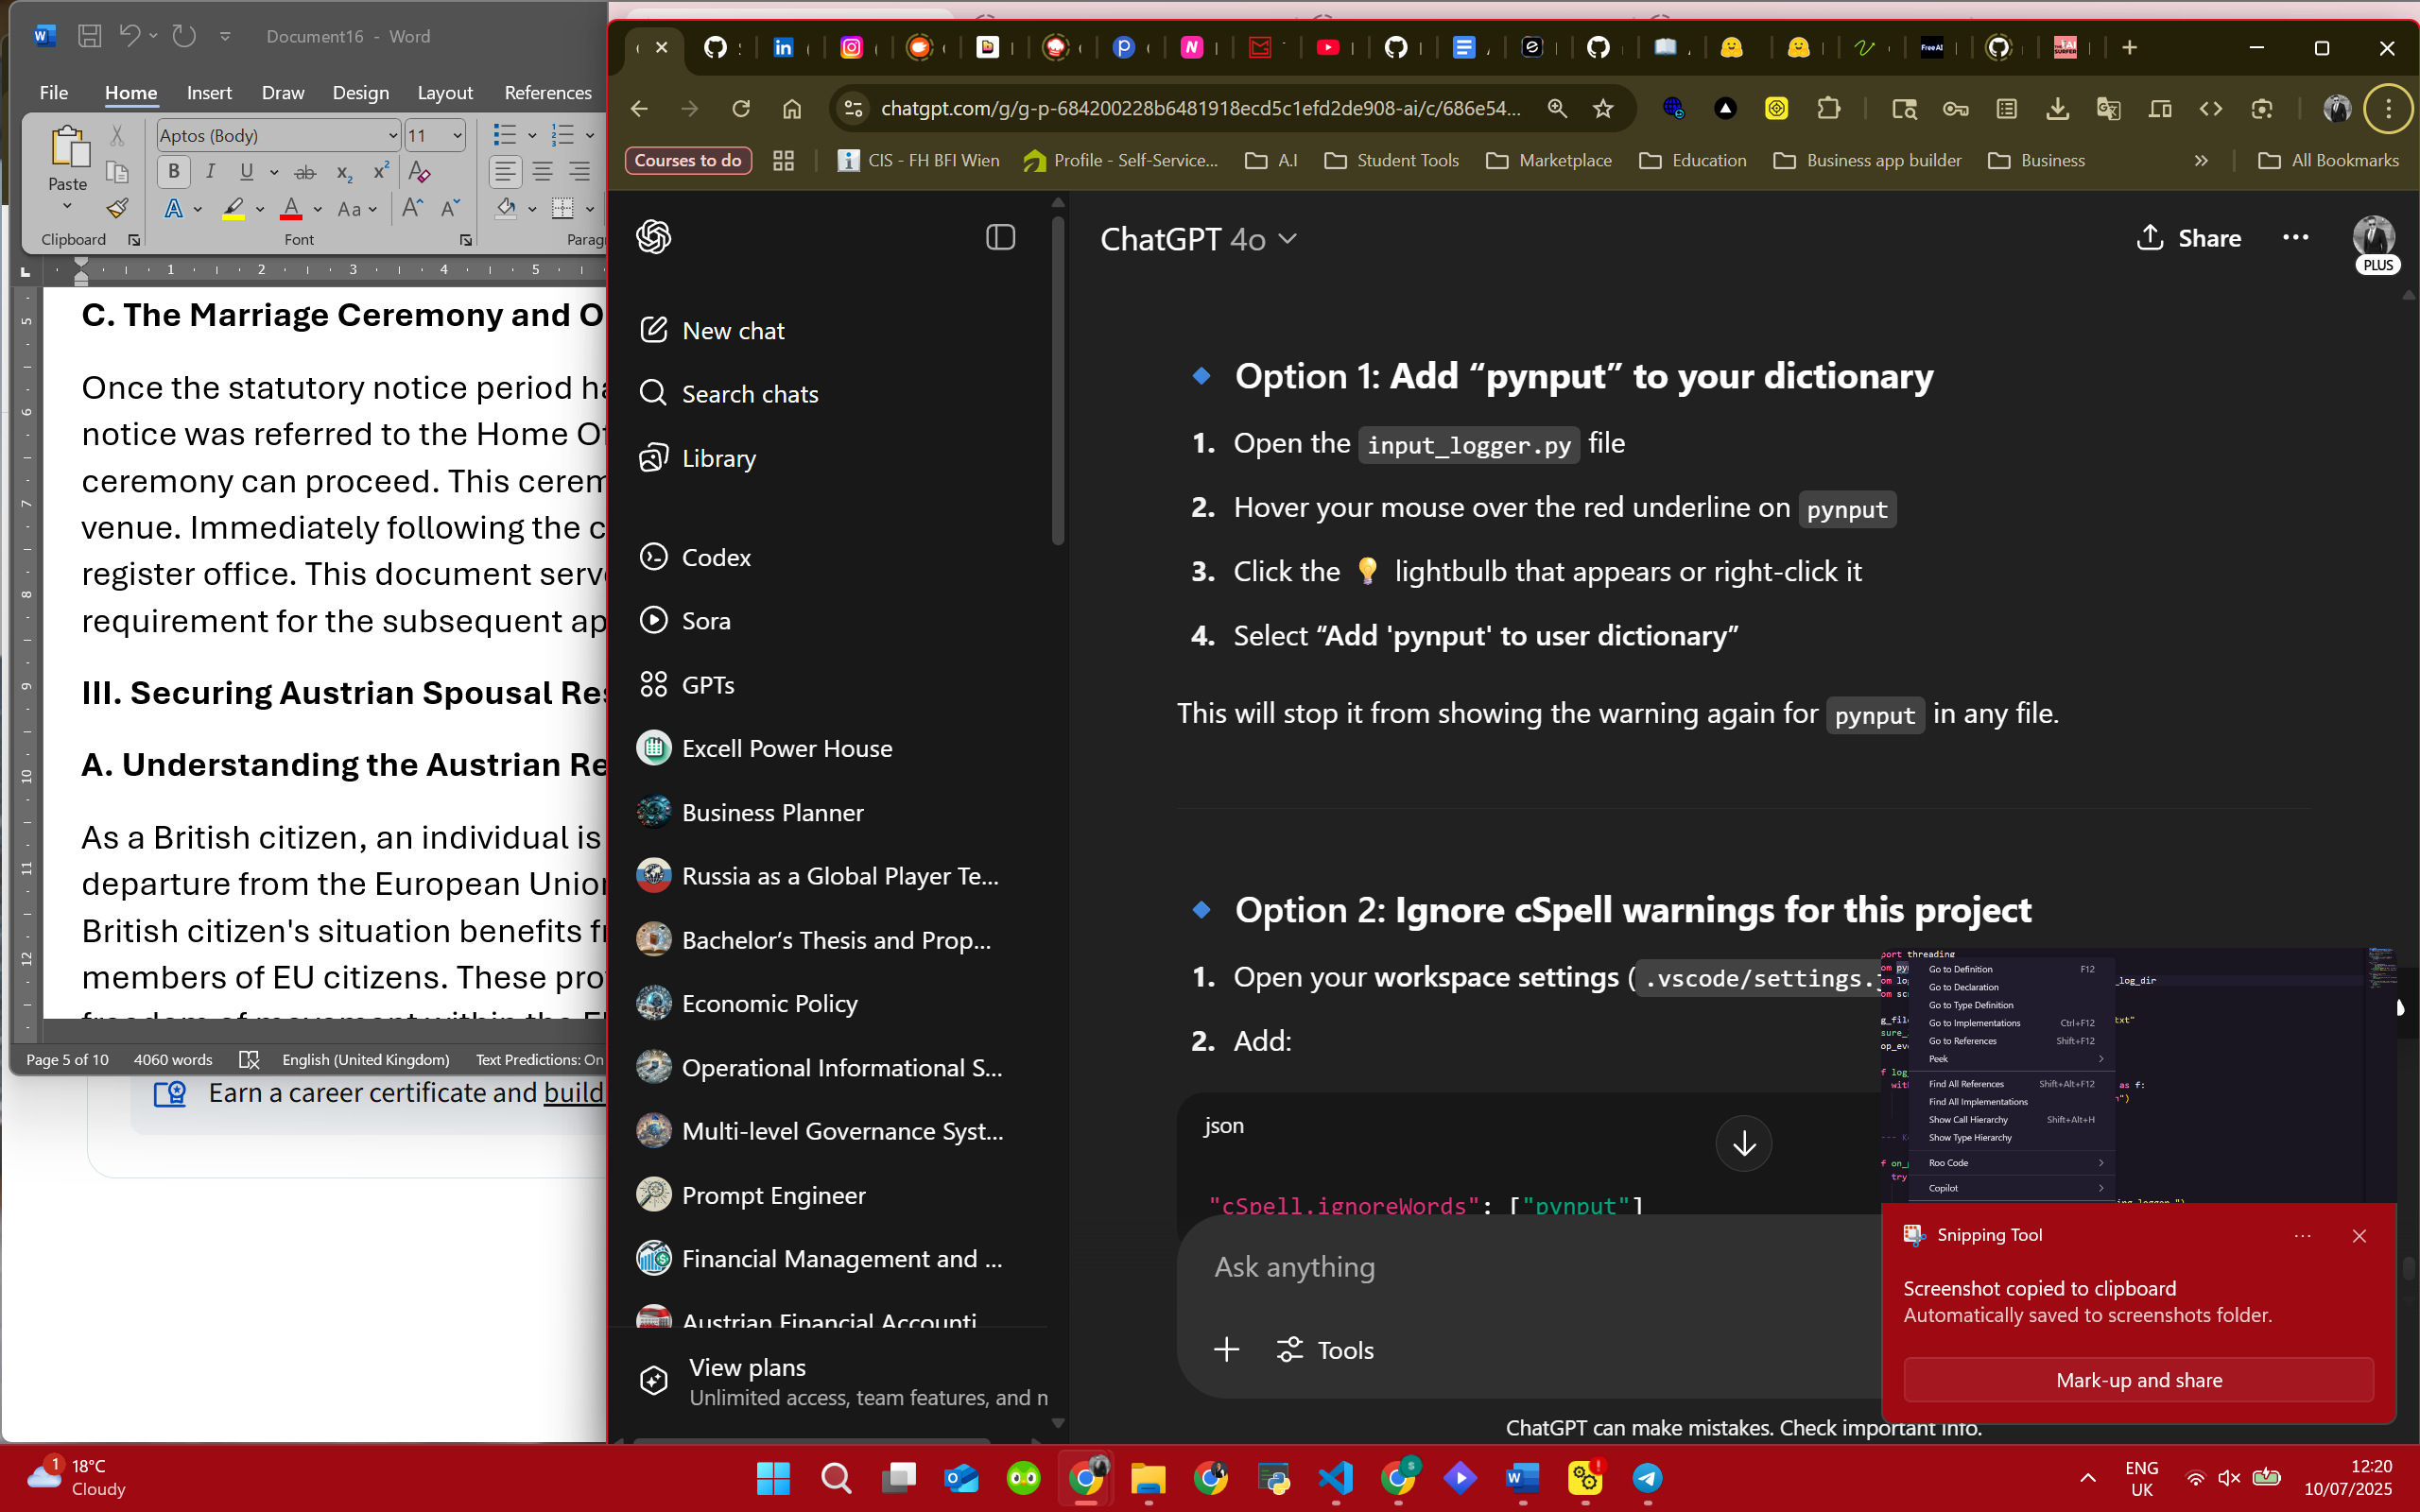 Document16 - Word
File Home Insert Draw Design Layout References
Aptos (Body) 11
Paste
Clipboard Font
C. The Marriage Ceremony and O
Once the statutory notice period
notice was referred to the Home
ceremony can proceed. This
venue. Immediately following the
register office. This document
requirement for the subsequent
III. Securing Austrian Spousal
A. Understanding the Austrian
As a British citizen, an individual is
departure from the European
British citizen's situation benefits
members of EU citizens. These
Page 5 of 10 4060 words English (United Kingdom) Text Predictions: On
Earn a career certificate and build
chatgpt.com/g/g-p-684200228b6481918ecd5c1efd2de908-ai/c/686e54...
Courses to do CIS - FH BFI Wien Profile - Self-Service... A.I Student Tools Marketplace Education Business app builder Business » All Bookmarks
New chat
Search chats
Library
Codex
Sora
GPTs
Excell Power House
Business Planner
Russia as a Global Player Te...
Bachelor’s Thesis and Prop...
Economic Policy
Operational Informational S...
Multi-level Governance Syst...
Prompt Engineer
Financial Management and ...
Austrian Financial Accounti
View plans
Unlimited access, team features, and
ChatGPT 4o
Share
PLUS
Option 1: Add “pynput” to your dictionary
1. Open the input_logger.py file
2. Hover your mouse over the red underline on pynput
3. Click the 💡 lightbulb that appears or right-click it
4. Select “Add 'pynput' to user dictionary”
This will stop it from showing the warning again for pynput in any file.
Option 2: Ignore cSpell warnings for this project
1. Open your workspace settings (.vscode/settings.
2. Add:
json
"cSpell.ignoreWords": ["pynput"]
Ask anything
Tools
ChatGPT can make mistakes. Check important info.
threading
Go to Definition F12
Go to Declaration
Go to Type Definition
Go to Implementations Ctrl+F12
Go to References Shift+F12
Peek
Find All References Shift+Alt+F12
Find All Implementations
Show Call Hierarchy Shift+Alt+H
Show Type Hierarchy
Roo Code
Copilot
Snipping Tool
Screenshot copied to clipboard
Automatically saved to screenshots folder.
Mark-up and share
1
18°C
Cloudy
ENG
UK
12:20
10/07/2025